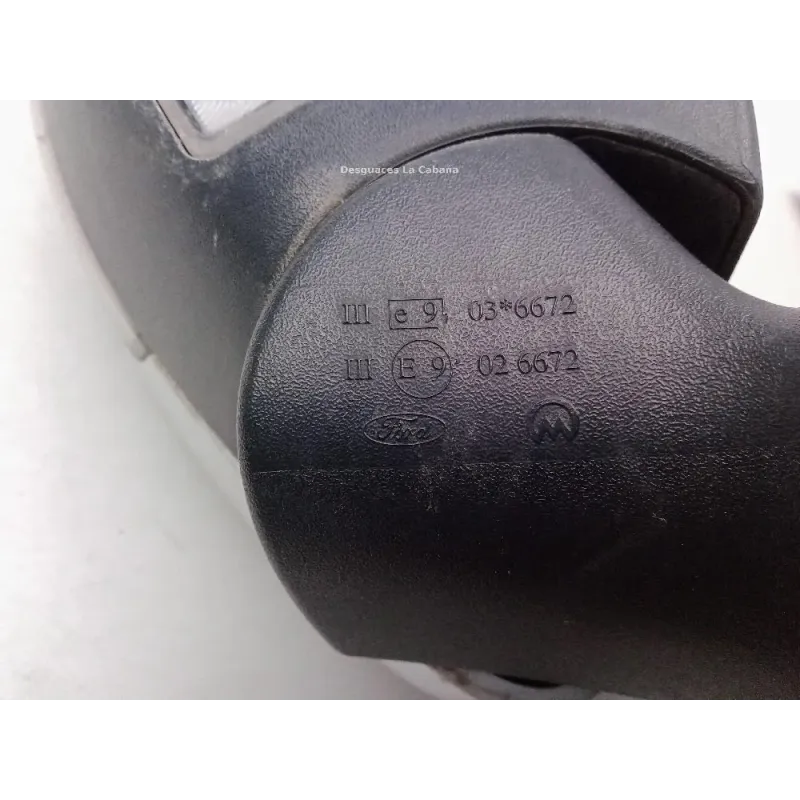 Desguaces La Cabana
III e 9 03*6672
III E 9 02 6672
Ford